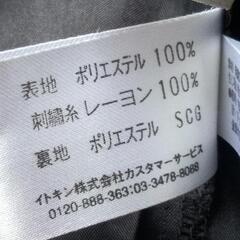 表地 ポリエステル 100%
刺繍糸 レーヨン 100%
裏地 ポリエステル SCG
イトキン株式会社カスタマーサービス
0120-888-363:03-3478-8088